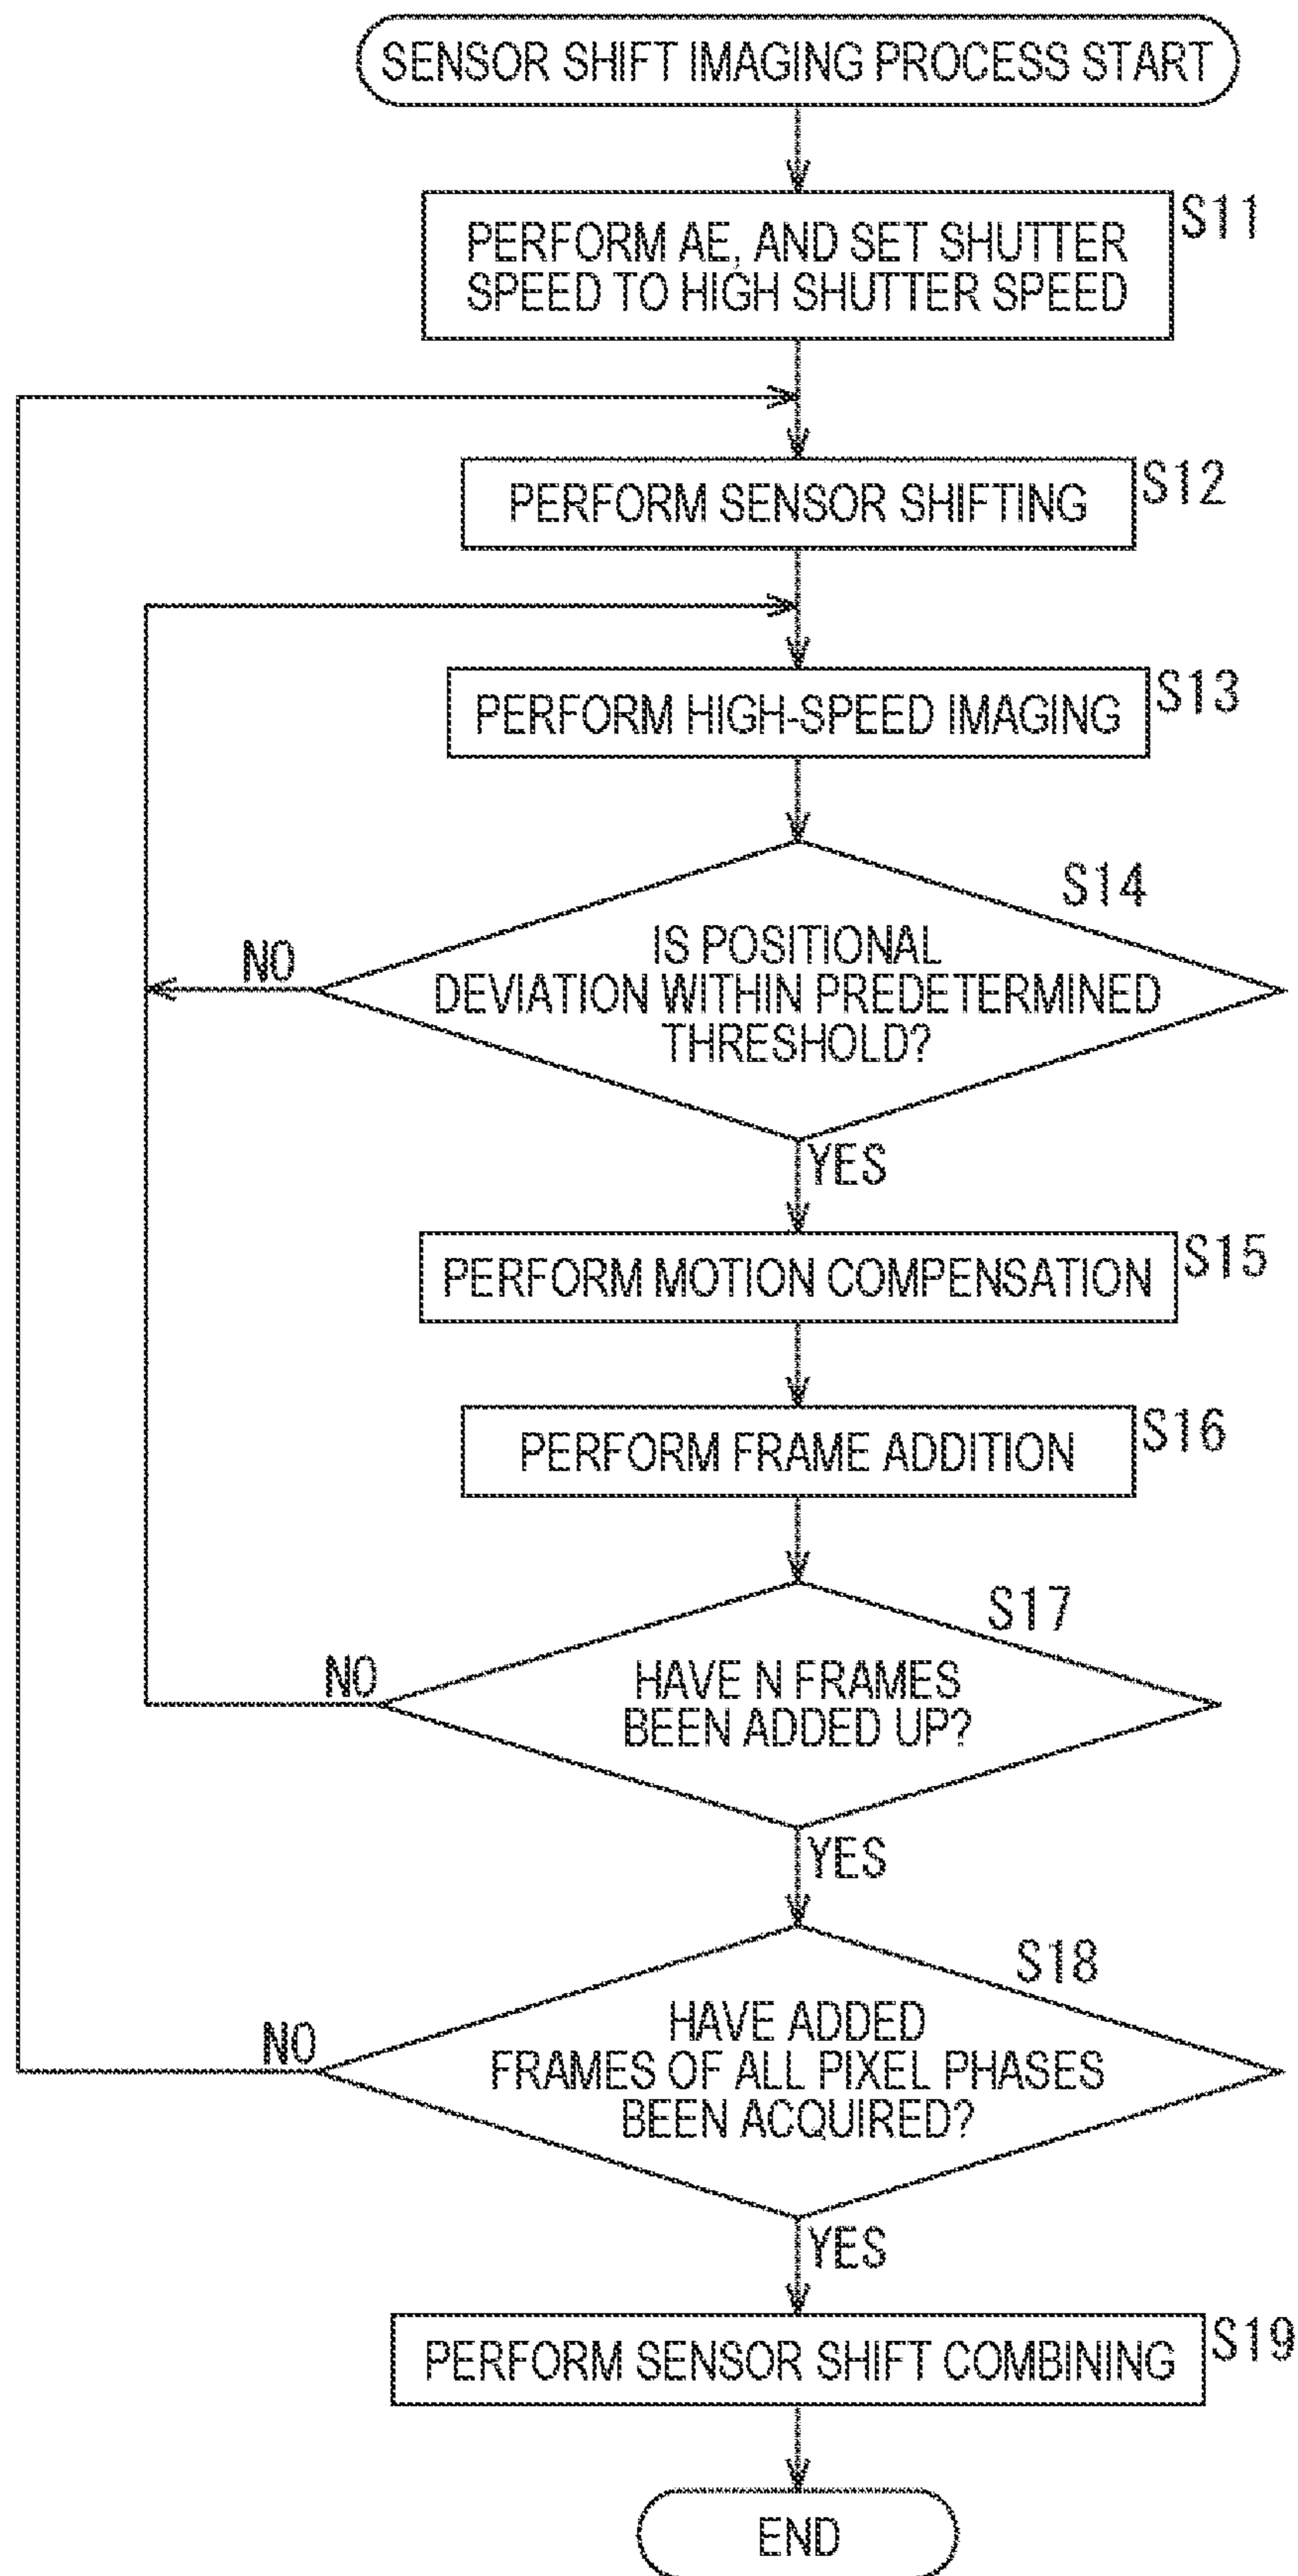 SENSOR SHIFT IMAGING PROCESS START
S11
PERFORM AE, AND SET SHUTTER
SPEED TO HIGH SHUTTER SPEED
S12
PERFORM SENSOR SHIFTING
S13
PERFORM HIGH-SPEED IMAGING
S14
IS POSITIONAL
DEVIATION WITHIN PREDETERMINED
THRESHOLD?
NO
YES
S15
PERFORM MOTION COMPENSATION
S16
PERFORM FRAME ADDITION
S17
HAVE N FRAMES
BEEN ADDED UP?
NO
YES
S18
HAVE ADDED
FRAMES OF ALL PIXEL PHASES
BEEN ACQUIRED?
NO
YES
S19
PERFORM SENSOR SHIFT COMBINING
END